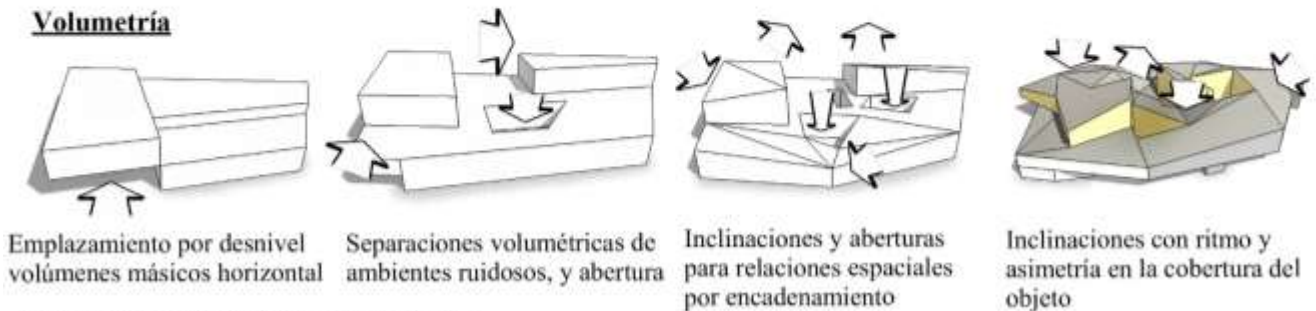 Volumetría
Emplazamiento por desnivel
volúmenes másicos horizontal
Separaciones volumétricas de
ambientes ruidosos, y abertura
Inclinaciones y aberturas
para relaciones espaciales
por encadenamiento
Inclinaciones con ritmo y
asimetría en la cobertura del
objeto